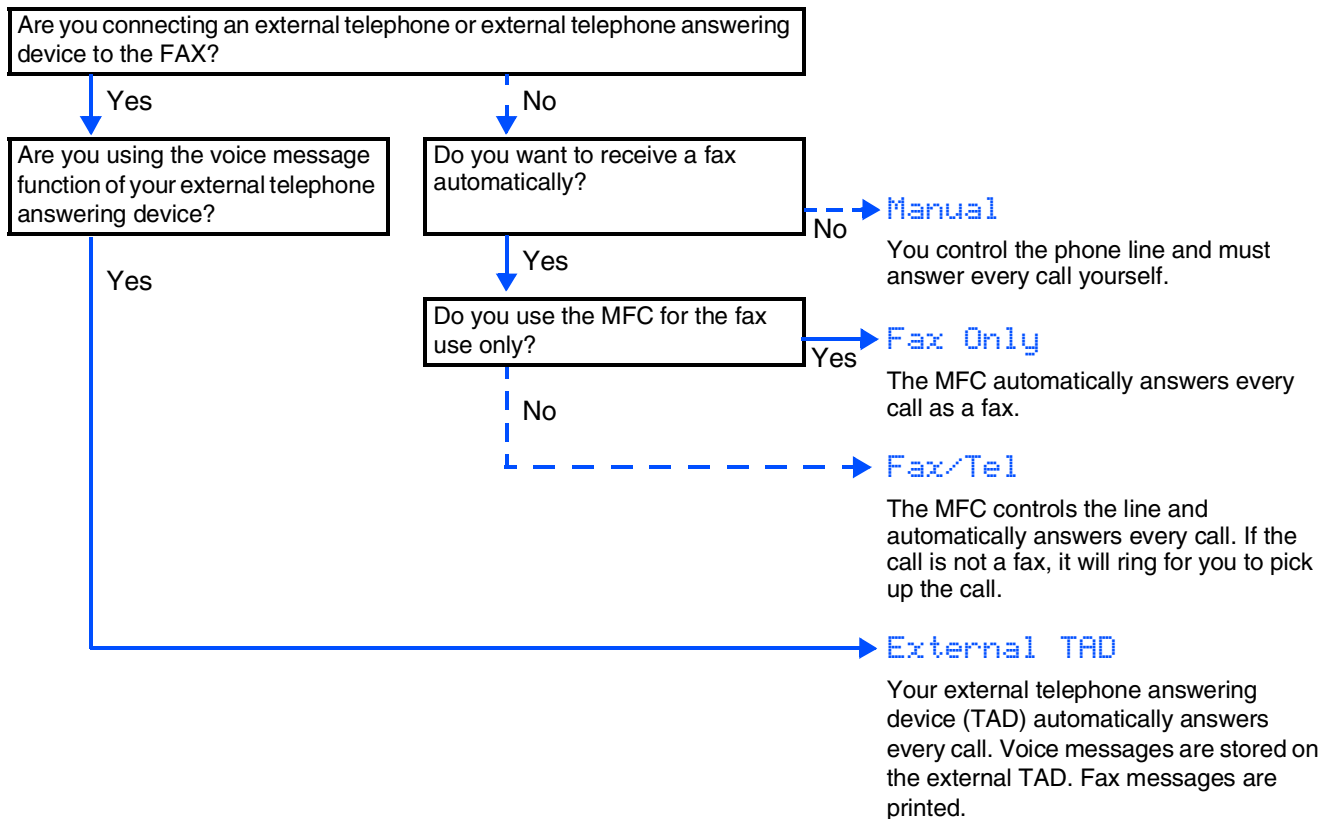 Are you connecting an external telephone or external telephone answering
device to the FAX?
Yes
No
Are you using the voice message
function of your external telephone
answering device?
Do you want to receive a fax
automatically?
No
Manual
You control the phone line and must
answer every call yourself.
Yes
Yes
Do you use the MFC for the fax
use only?
Yes
Fax Only
The MFC automatically answers every
call as a fax.
No
Fax/Tel
The MFC controls the line and
automatically answers every call. If the
call is not a fax, it will ring for you to pick
up the call.
External TAD
Your external telephone answering
device (TAD) automatically answers
every call. Voice messages are stored on
the external TAD. Fax messages are
printed.